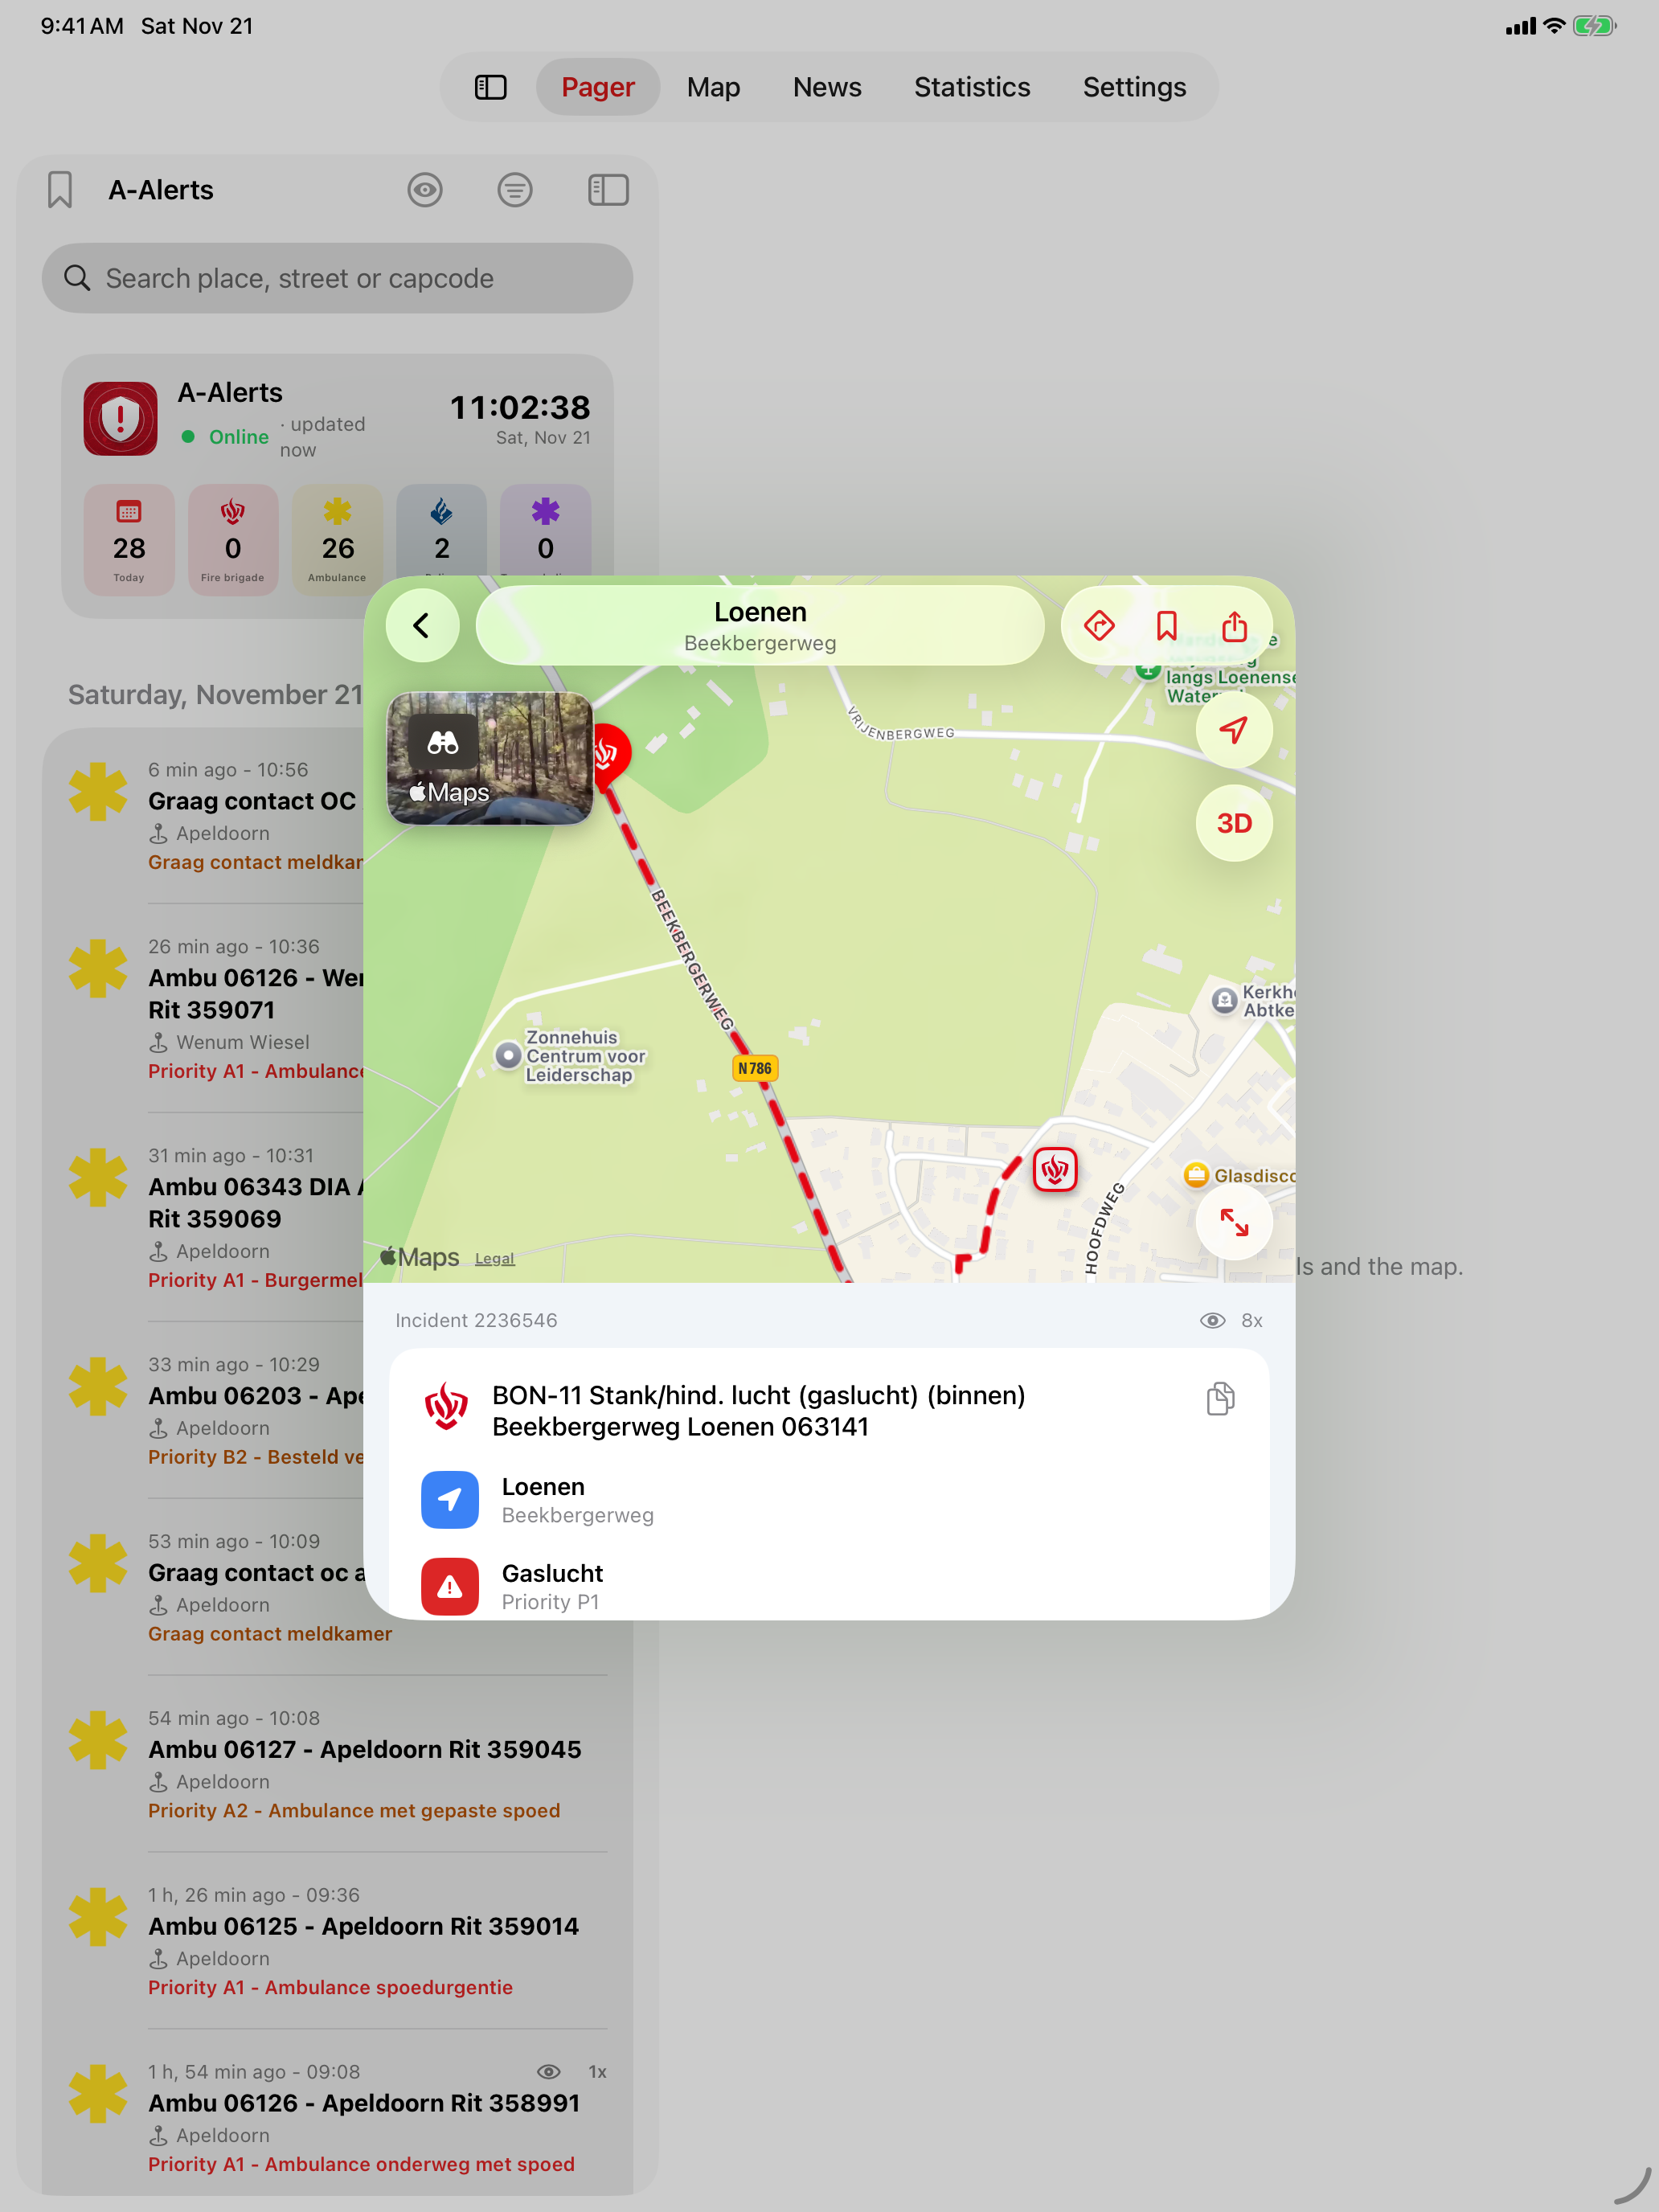 9:41 AM Sat Nov 21
Pager
Map
News
Statistics
Settings
A-Alerts
Search place, street or capcode
A-Alerts
Online · updated now
11:02:38
Sat, Nov 21
28
Today
0
Fire brigade
26
Ambulance
2
0
Saturday, November 21
6 min ago - 10:56
Graag contact OC
Apeldoorn
Graag contact meldkar
26 min ago - 10:36
Ambu 06126 - Wer
Rit 359071
Wenum Wiesel
Priority A1 - Ambulance
31 min ago - 10:31
Ambu 06343 DIA
Rit 359069
Apeldoorn
Priority A1 - Burgermel
33 min ago - 10:29
Ambu 06203 - Ape
Apeldoorn
Priority B2 - Besteld ve
53 min ago - 10:09
Graag contact oc a
Apeldoorn
Graag contact meldkamer
54 min ago - 10:08
Ambu 06127 - Apeldoorn Rit 359045
Apeldoorn
Priority A2 - Ambulance met gepaste spoed
1 h, 26 min ago - 09:36
Ambu 06125 - Apeldoorn Rit 359014
Apeldoorn
Priority A1 - Ambulance spoedurgentie
1 h, 54 min ago - 09:08
1x
Ambu 06126 - Apeldoorn Rit 358991
Apeldoorn
Priority A1 - Ambulance onderweg met spoed
Loenen
Beekbergerweg
langs Loenense
Water
Maps
3D
VRIJENBERGWEG
BEEKBERGERWEG
Zonnehuis
Centrum voor
Leiderschap
N786
Kerkh
Abtke
Glasdisco
HOOFDWEG
Maps
Legal
ls and the map.
Incident 2236546
8x
BON-11 Stank/hind. lucht (gaslucht) (binnen)
Beekbergerweg Loenen 063141
Loenen
Beekbergerweg
Gaslucht
Priority P1